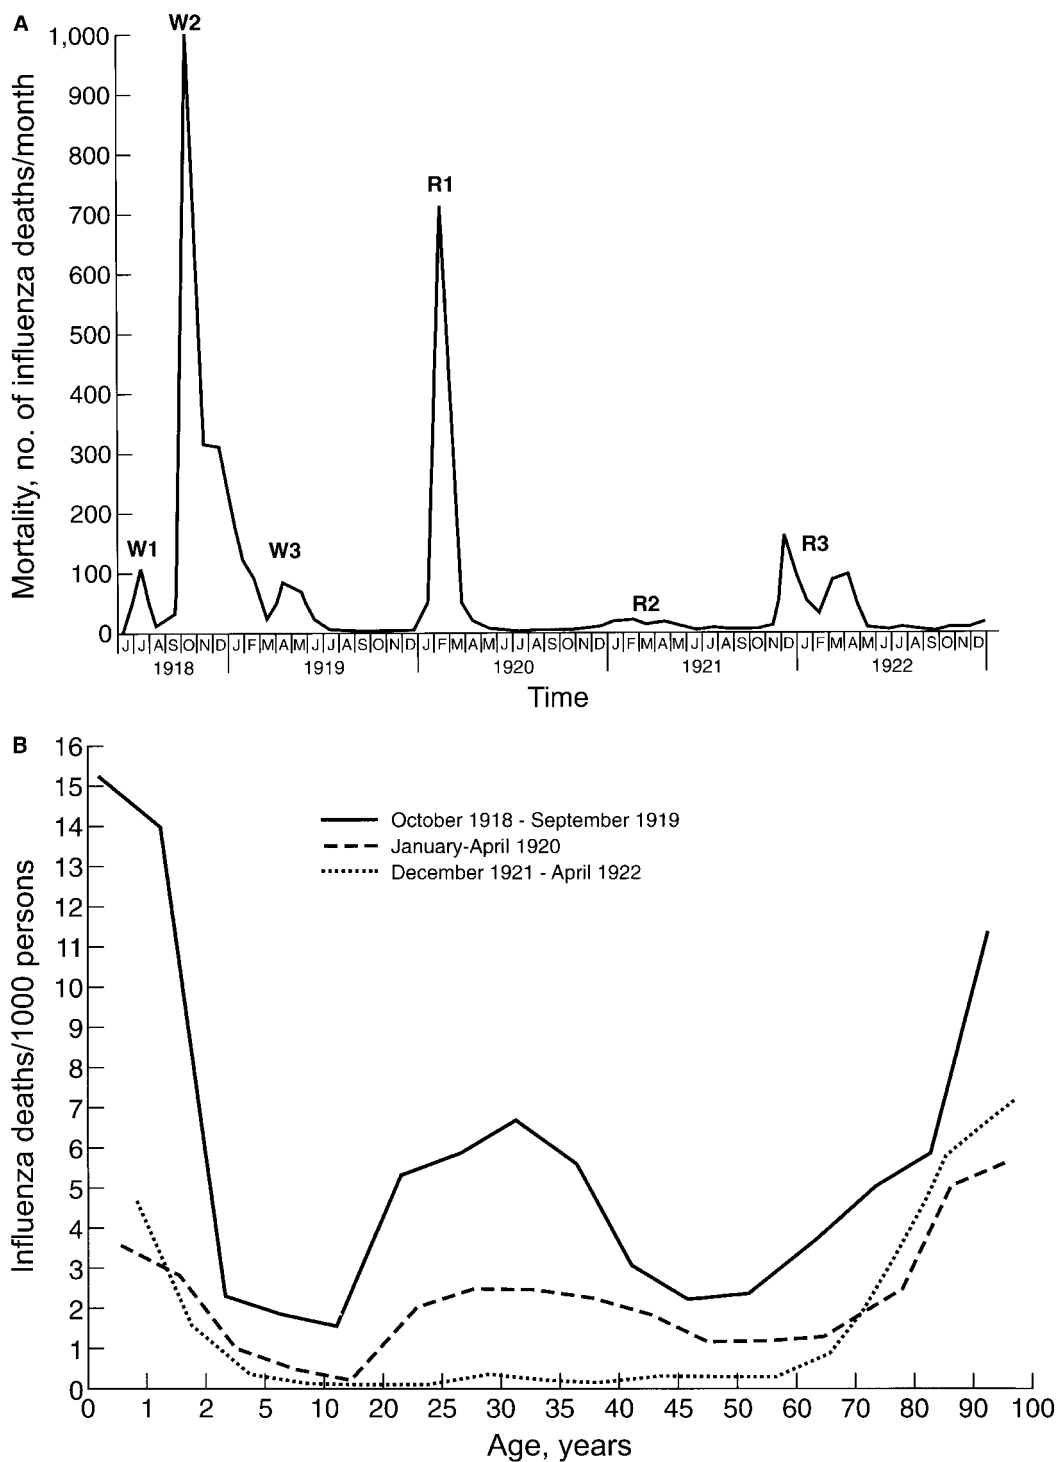 A
W2
1,000
900
800
700
600
500
400
300
200
100
0
Mortality, no. of influenza deaths/month
R1
W1
W3
R2
R3
J J A S O N D J F M A M J J A S O N D J F M A M J J A S O N D J F M A M J J A S O N D J F M A M J J A S O N D
1918 1919 1920 1921 1922
Time
B
16
15
14
13
12
11
10
9
8
7
6
5
4
3
2
1
0
Influenza deaths/1000 persons
October 1918 - September 1919
January-April 1920
December 1921 - April 1922
0 1 2 5 10 20 25 30 35 40 45 50 60 70 80 90 100
Age, years